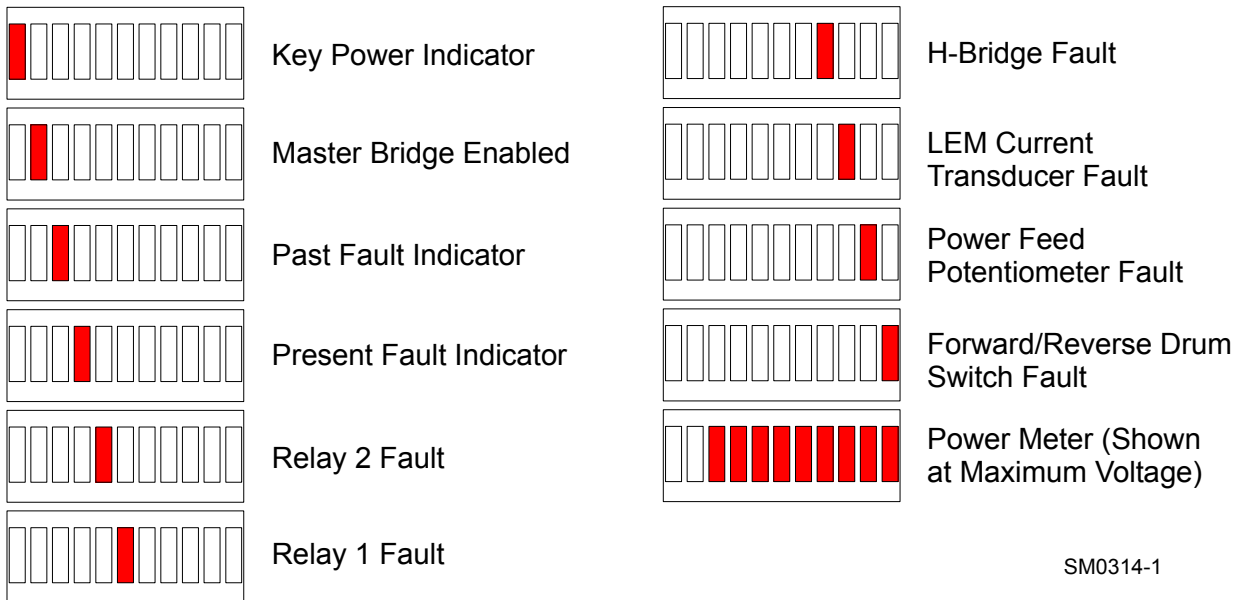 Key Power Indicator
Master Bridge Enabled
Past Fault Indicator
Present Fault Indicator
Relay 2 Fault
Relay 1 Fault
H-Bridge Fault
LEM Current
Transducer Fault
Power Feed
Potentiometer Fault
Forward/Reverse Drum
Switch Fault
Power Meter (Shown
at Maximum Voltage)
SM0314-1